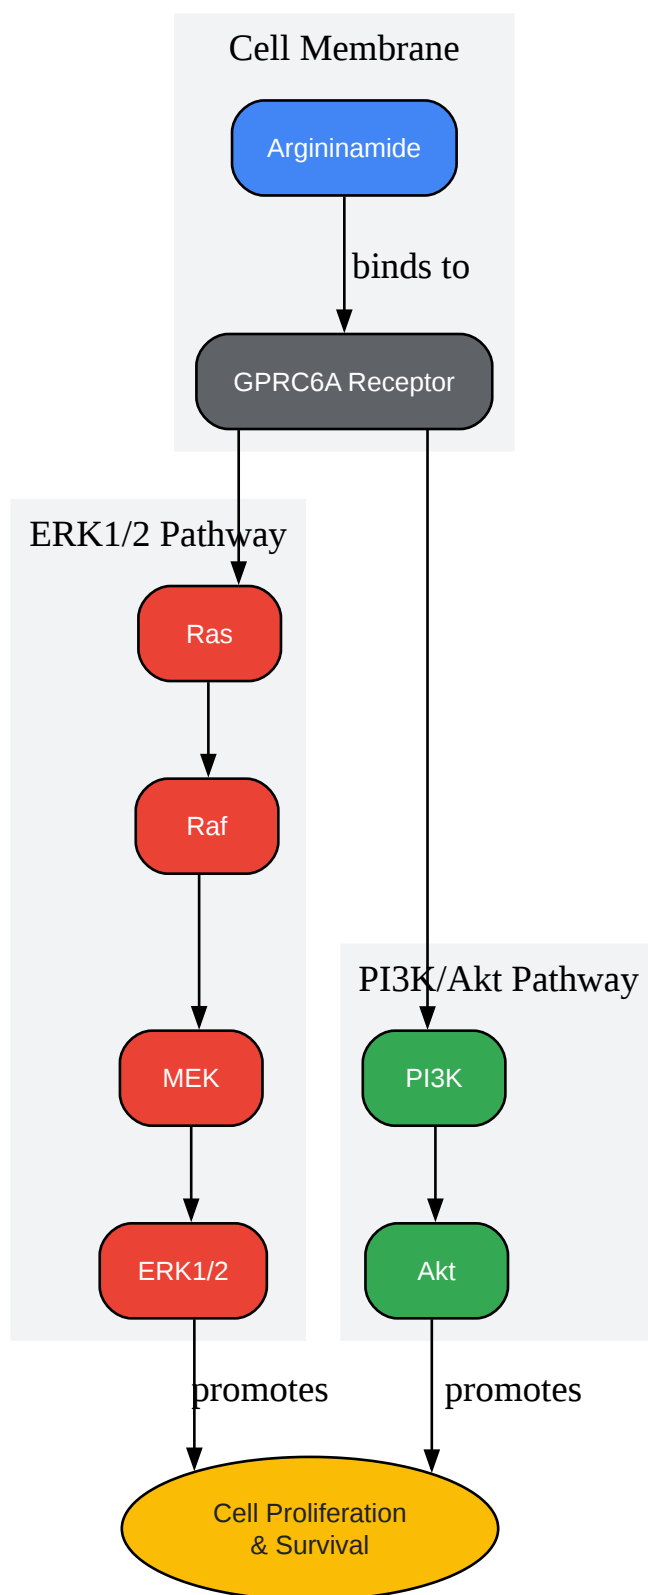 Cell Membrane
Argininamide
binds to
GPRC6A Receptor
ERK1/2 Pathway
Ras
Raf
PI3K/Akt Pathway
MEK
PI3K
ERK1/2
Akt
promotes
promotes
Cell Proliferation
& Survival